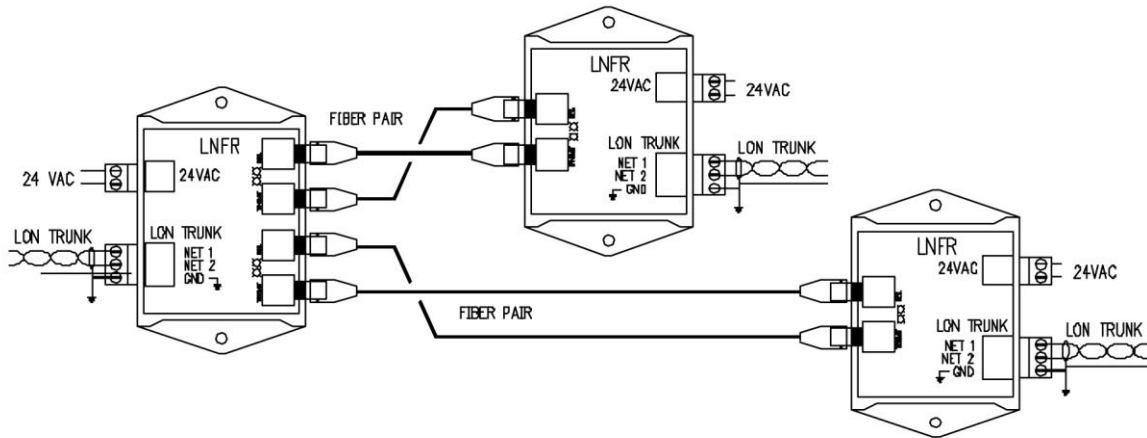 LNFR
24VAC
24VAC
LON TRUNK
LON TRUNK
NET 1
NET 2
GND
FIBER PAIR
LNFR
24 VAC
24VAC
LON TRUNK
LON TRUNK
NET 1
NET 2
GND
FIBER PAIR
LNFR
24VAC
24VAC
LON TRUNK
LON TRUNK
NET 1
NET 2
GND